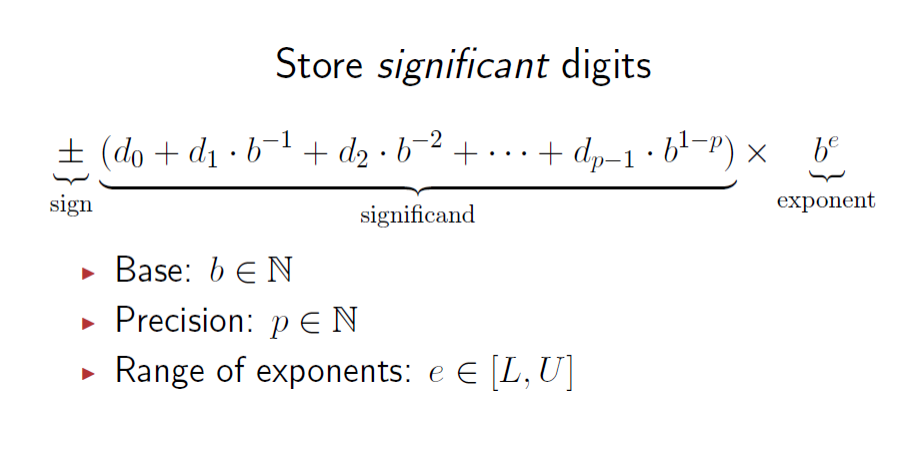 Store significant digits
± (d₀ + d₁ · b⁻¹ + d₂ · b⁻² + ··· + dₚ₋₁ · b¹⁻ᵖ) × bᵉ
sign significand exponent
▶ Base: b ∈ ℕ
▶ Precision: p ∈ ℕ
▶ Range of exponents: e ∈ [L, U]